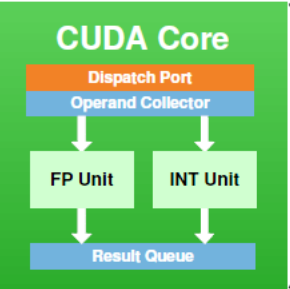 CUDA Core
Dispatch Port
Operand Collector
FP Unit
INT Unit
Result Queue